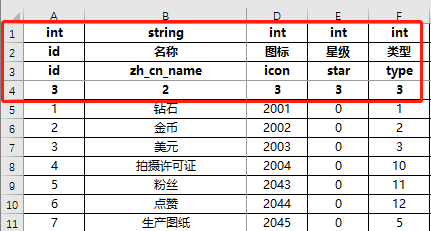 A B D E F
1 int string int int int
2 id 名称 图标 星级 类型
3 id zh_cn_name icon star type
4 3 2 3 3 3
5 1 钻石 2001 0 1
6 2 金币 2002 0 2
7 3 美元 2003 0 3
8 4 拍摄许可证 2004 0 10
9 5 粉丝 2043 0 11
10 6 点赞 2044 0 12
11 7 生产图纸 2045 0 5